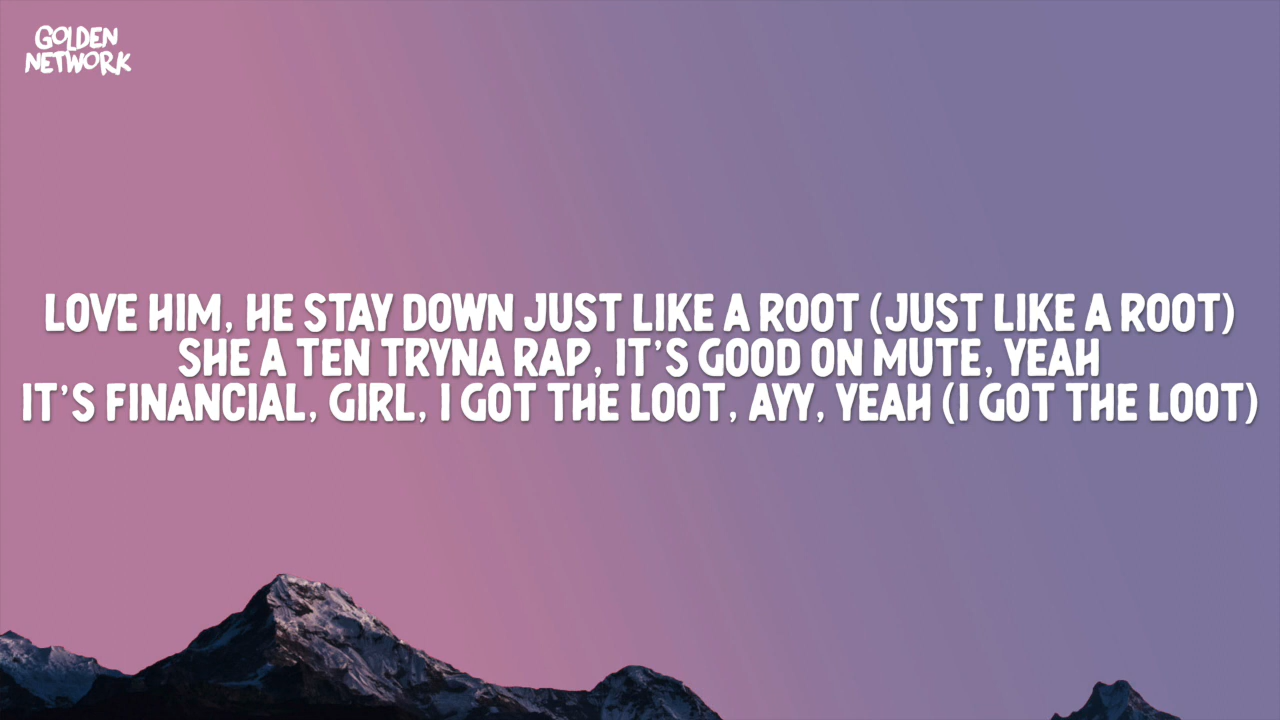 GOLDEN
NETWORK
LOVE HIM, HE STAY DOWN JUST LIKE A ROOT (JUST LIKE A ROOT)
SHE A TEN TRYNA RAP, IT'S GOOD ON MUTE, YEAH
IT'S FINANCIAL, GIRL, I GOT THE LOOT, AYY, YEAH (I GOT THE LOOT)